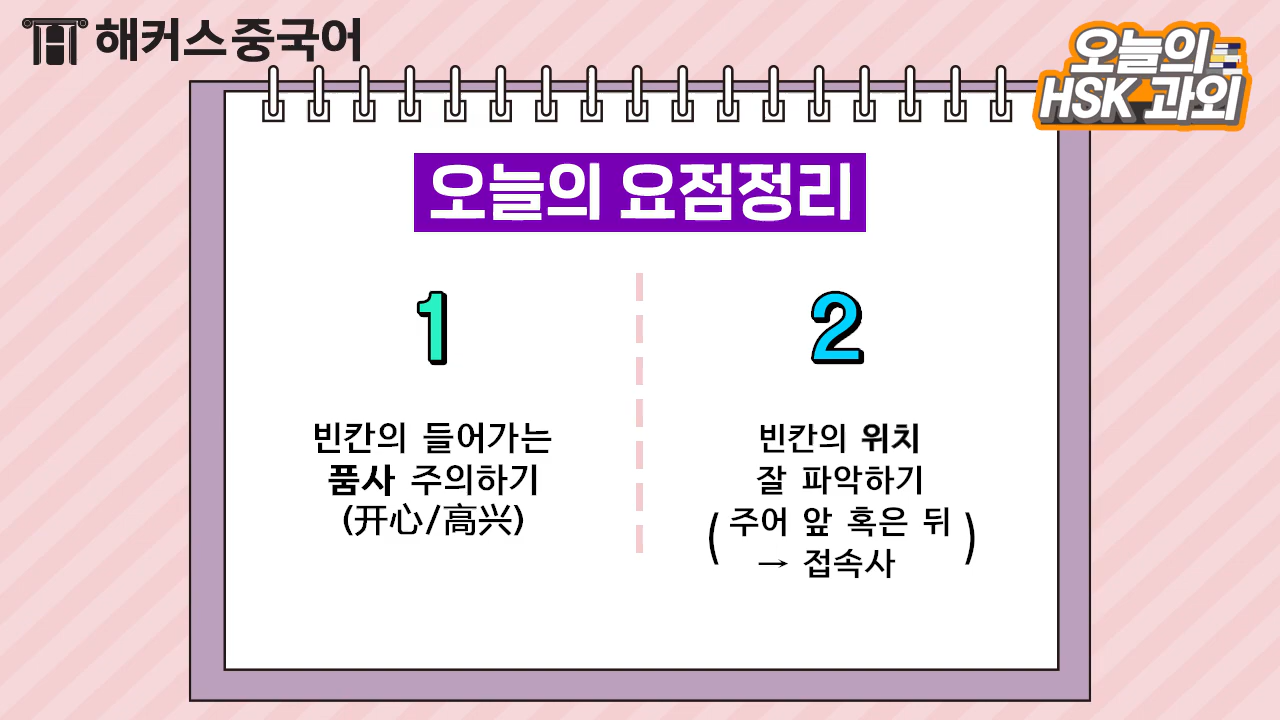 해커스 중국어
오늘의
HSK 과외
오늘의 요점정리
1
빈칸의 들어가는
품사 주의하기
(开心/高兴)
2
빈칸의 위치
잘 파악하기
( 주어 앞 혹은 뒤
→ 접속사 )